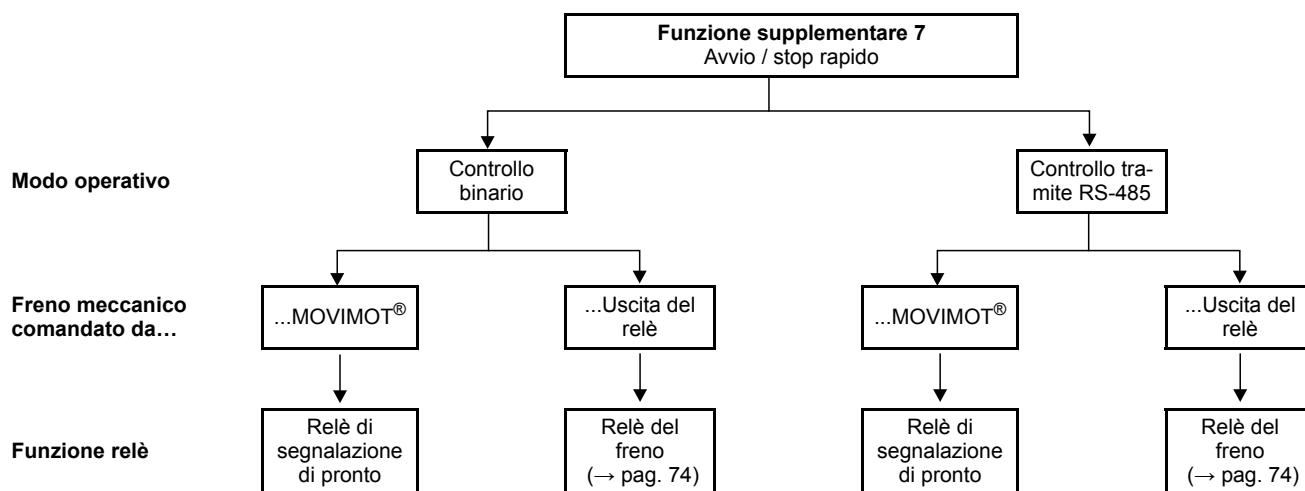 Funzione supplementare 7
Avvio / stop rapido
Modo operativo
Controllo
binario
Controllo tra-
mite RS-485
Freno meccanico
comandato da…
...MOVIMOT®
...Uscita del
relè
...MOVIMOT®
...Uscita del
relè
Funzione relè
Relè di
segnalazione
di pronto
Relè del
freno
(→ pag. 74)
Relè di
segnalazione
di pronto
Relè del
freno
(→ pag. 74)